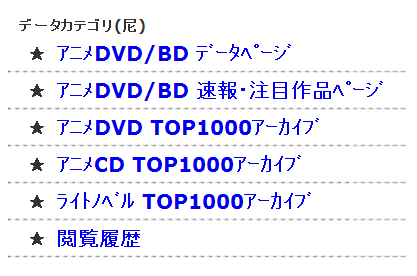 データカテゴリ(尼)
★ ｱﾆﾒDVD/BD ﾃﾞｰﾀﾍﾟｰｼﾞ
★ ｱﾆﾒDVD/BD 速報･注目作品ﾍﾟｰｼﾞ
★ ｱﾆﾒDVD TOP1000ｱｰｶｲﾌﾞ
★ ｱﾆﾒCD TOP1000ｱｰｶｲﾌﾞ
★ ﾗｲﾄﾉﾍﾞﾙ TOP1000ｱｰｶｲﾌﾞ
★ 閲覧履歴